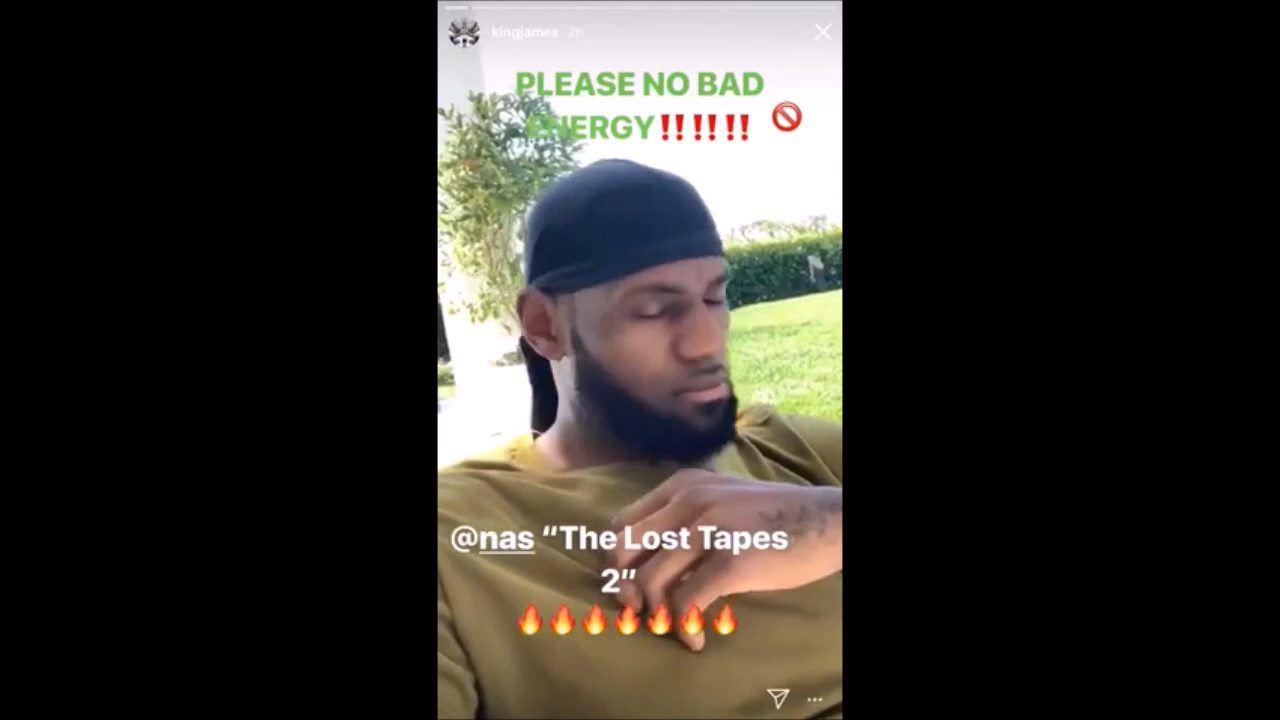 kingjames 2h
PLEASE NO BAD
ENERGY‼️‼️‼️ 🚫
@nas “The Lost Tapes
2”
🔥🔥🔥🔥🔥🔥🔥